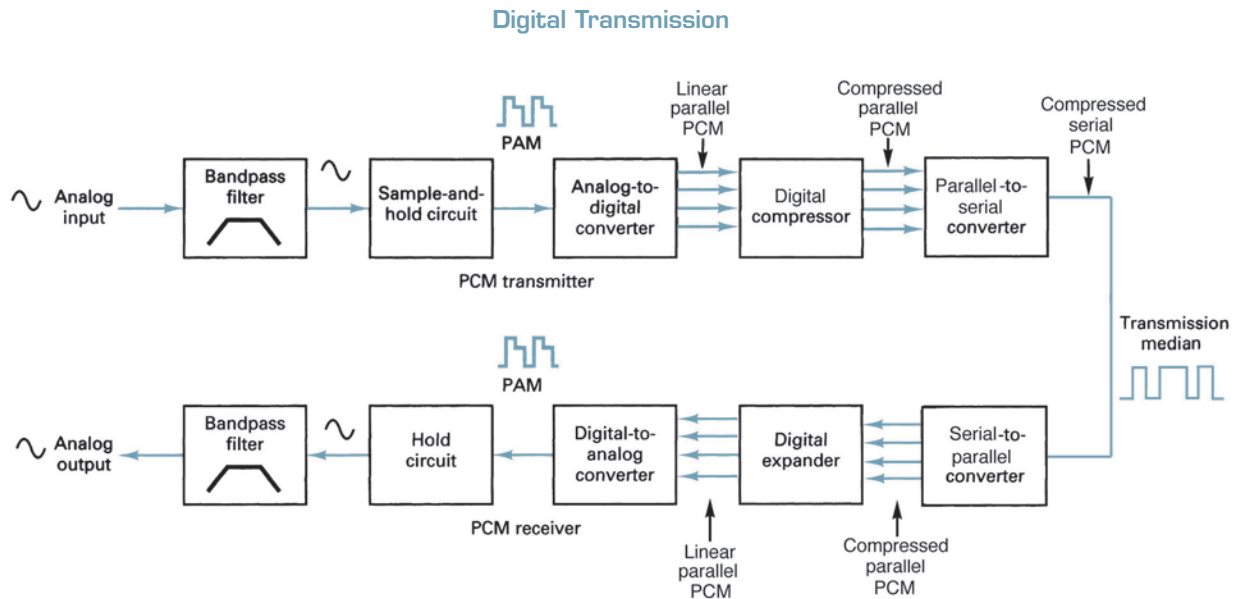 Digital Transmission
Linear
parallel
PCM
Compressed
parallel
PCM
Compressed
serial
PCM
PAM
Analog
input
Bandpass
filter
Sample-and-
hold circuit
Analog-to-
digital
converter
Digital
compressor
Parallel-to-
serial
converter
PCM transmitter
Transmission
median
PAM
Analog
output
Bandpass
filter
Hold
circuit
Digital-to-
analog
converter
Digital
expander
Serial-to-
parallel
converter
PCM receiver
Linear
parallel
PCM
Compressed
parallel
PCM